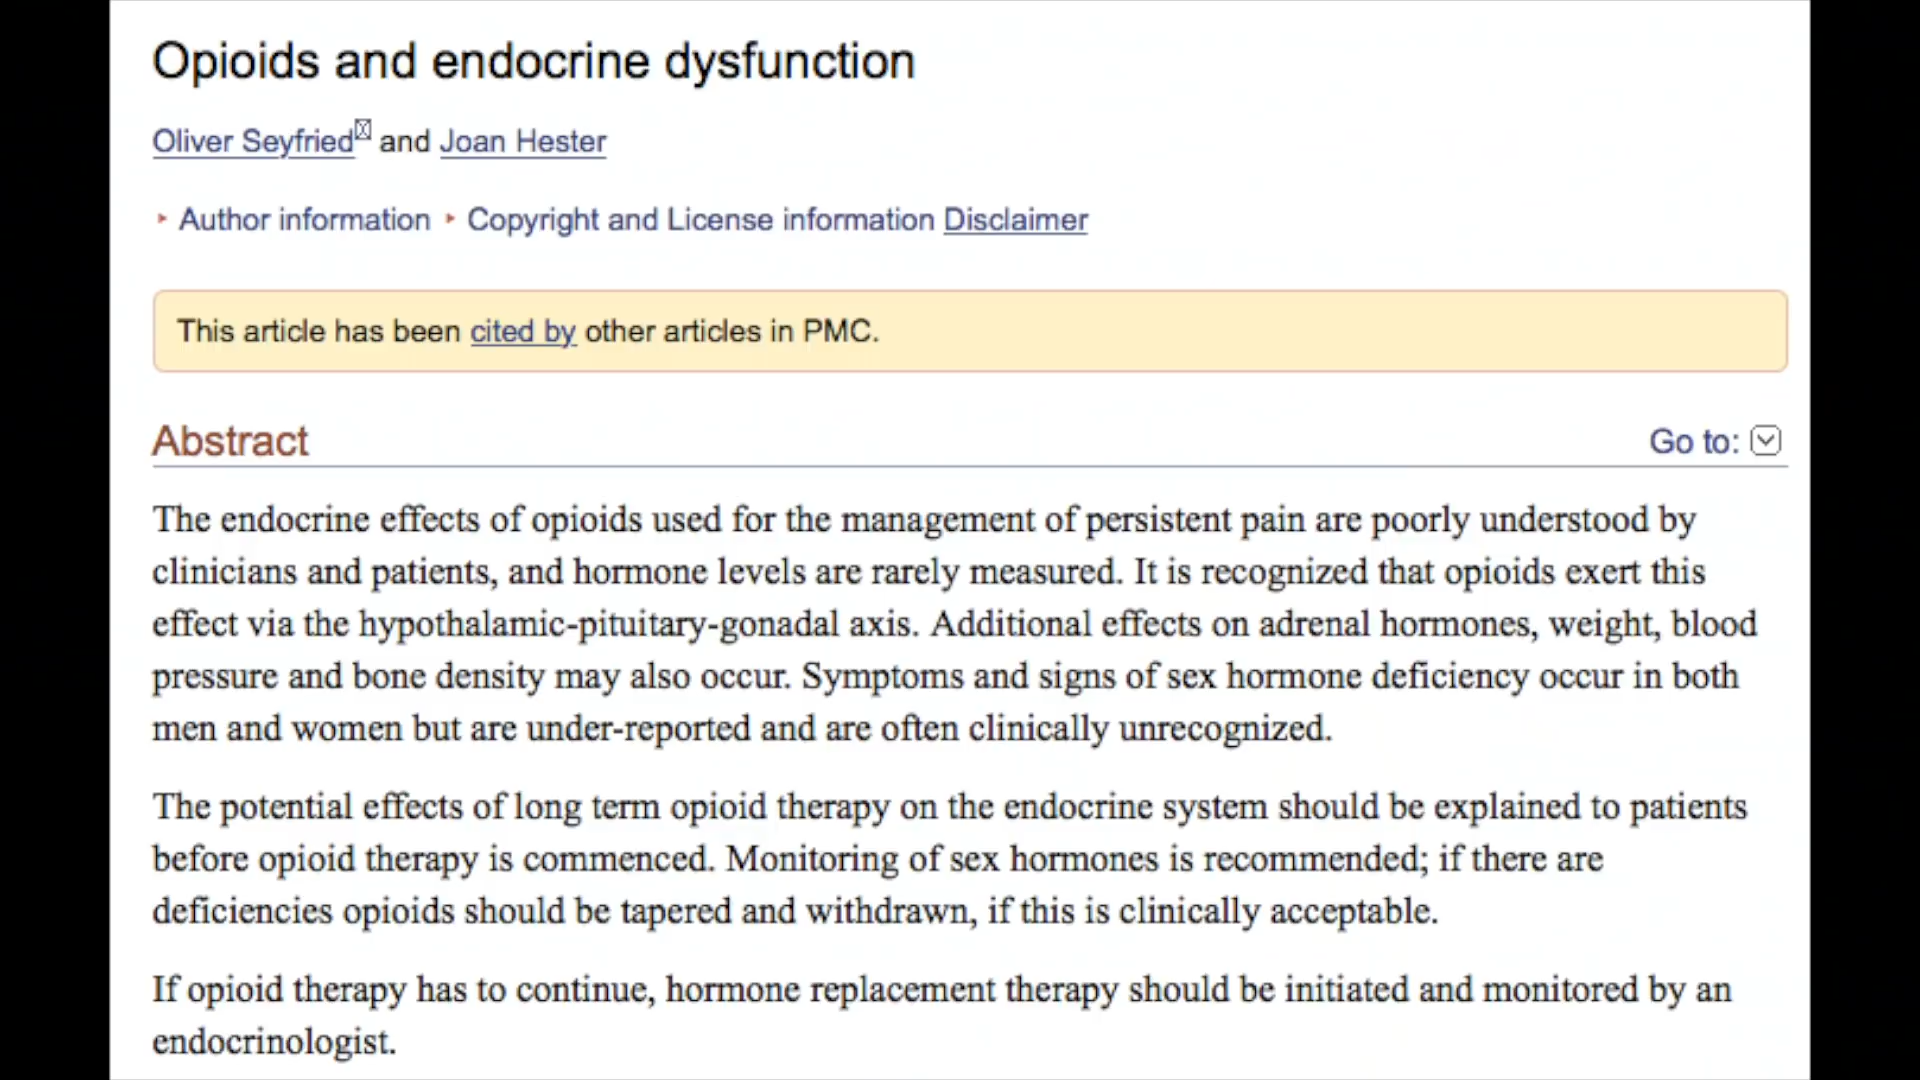 Opioids and endocrine dysfunction
Oliver Seyfried and Joan Hester
Author information Copyright and License information Disclaimer
This article has been cited by other articles in PMC.
Abstract
Go to:
The endocrine effects of opioids used for the management of persistent pain are poorly understood by
clinicians and patients, and hormone levels are rarely measured. It is recognized that opioids exert this
effect via the hypothalamic-pituitary-gonadal axis. Additional effects on adrenal hormones, weight, blood
pressure and bone density may also occur. Symptoms and signs of sex hormone deficiency occur in both
men and women but are under-reported and are often clinically unrecognized.
The potential effects of long term opioid therapy on the endocrine system should be explained to patients
before opioid therapy is commenced. Monitoring of sex hormones is recommended; if there are
deficiencies opioids should be tapered and withdrawn, if this is clinically acceptable.
If opioid therapy has to continue, hormone replacement therapy should be initiated and monitored by an
endocrinologist.